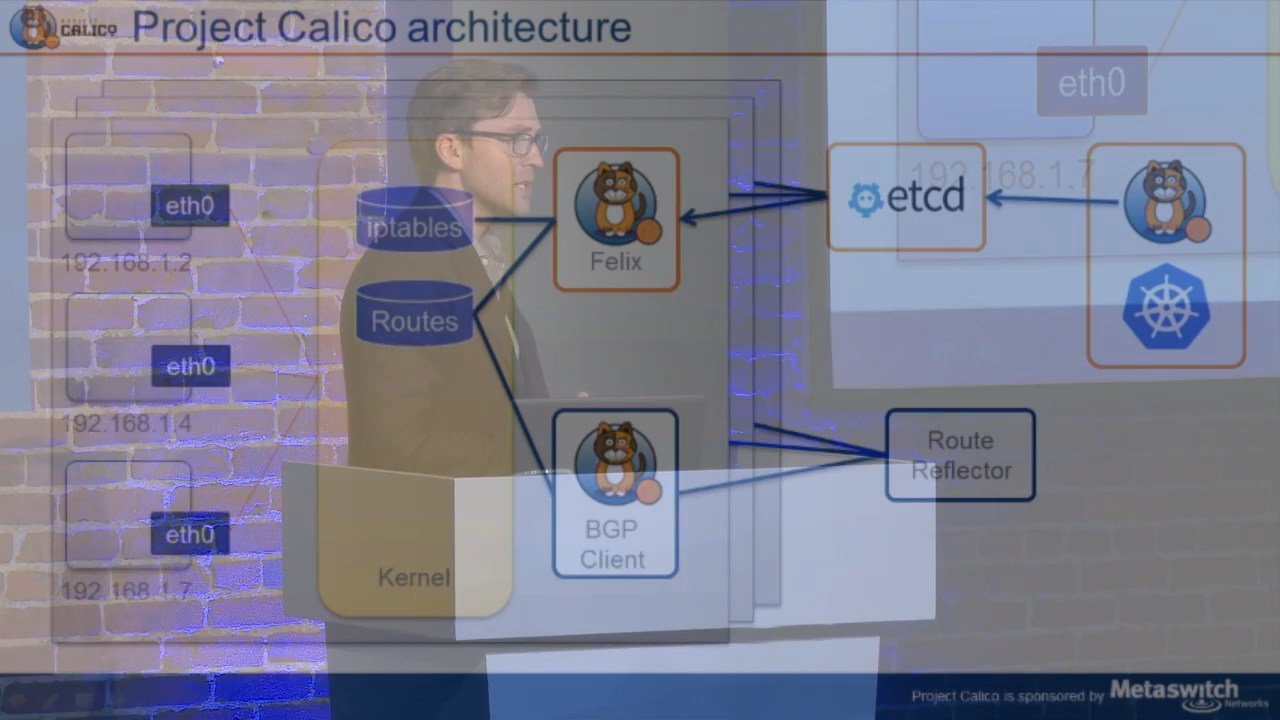 CALICO
Project Calico architecture
eth0
eth0
192.168.1.2
iptables
Felix
etcd
192.168.1.7
Routes
eth0
192.168.1.4
Route
Reflector
eth0
192.168.1.7
BGP
Client
Kernel
Project Calico is sponsored by Metaswitch
Networks